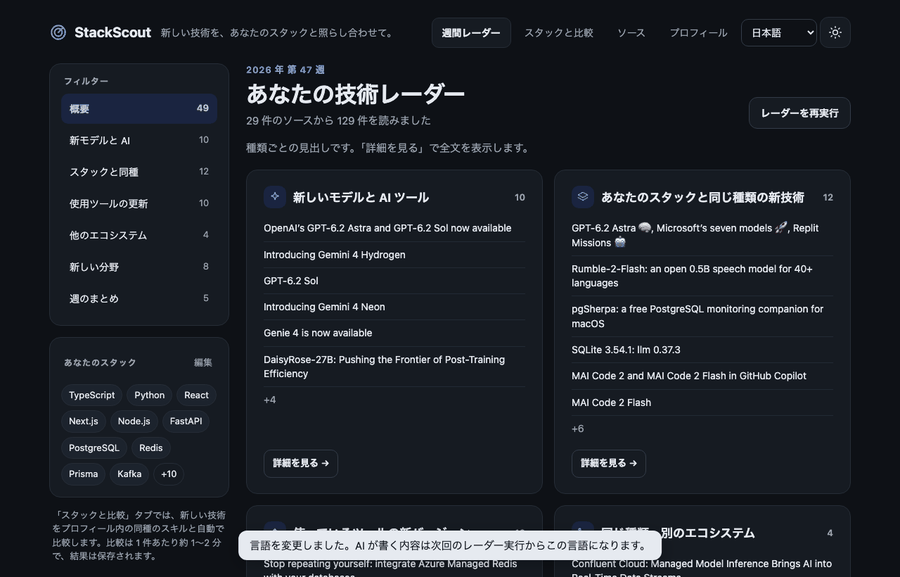 StackScout
新しい技術を、あなたのスタックと照らし合わせて。
週間レーダー
スタックと比較
ソース
プロフィール
日本語
フィルター
概要 49
新モデルと AI 10
スタックと同種 12
使用ツールの更新 10
他のエコシステム 4
新しい分野 8
週のまとめ 5
あなたのスタック 編集
TypeScript Python React
Next.js Node.js FastAPI
PostgreSQL Redis
Prisma Kafka +10
「スタックと比較」タブでは、新しい技術
をプロフィール内の同種のスキルと自動で
比較します。比較は 1 件あたり約 1〜2 分
で、結果は保存されます。
2026 年 第 47 週
あなたの技術レーダー
29 件のソースから 129 件を読みました
レーダーを再実行
種類ごとの見出しです。「詳細を見る」で全文を表示します。
新しいモデルと AI ツール 10
OpenAI's GPT-6.2 Astra and GPT-6.2 Sol now available
Introducing Gemini 4 Hydrogen
GPT-6.2 Sol
Introducing Gemini 4 Neon
Genie 4 is now available
DaisyRose-27B: Pushing the Frontier of Post-Training
Efficiency
+4
詳細を見る →
あなたのスタックと同じ種類の新技術 12
GPT-6.2 Astra 🧠, Microsoft's seven models 🚀, Replit
Missions
Rumble-2-Flash: an open 0.5B speech model for 40+
languages
pgSherpa: a free PostgreSQL monitoring companion for
macOS
SQLite 3.54.1: llm 0.37.3
MAI Code 2 and MAI Code 2 Flash in GitHub Copilot
MAI Code 2 Flash
+6
詳細を見る →
別のエコシステム 4
言語を変更しました。AI が書く内容は次回のレーダー実行からこの言語になります。
Stop repeating yourself: integrate Azure Managed Redis
Confluent Cloud: Managed Model Inference Brings AI to